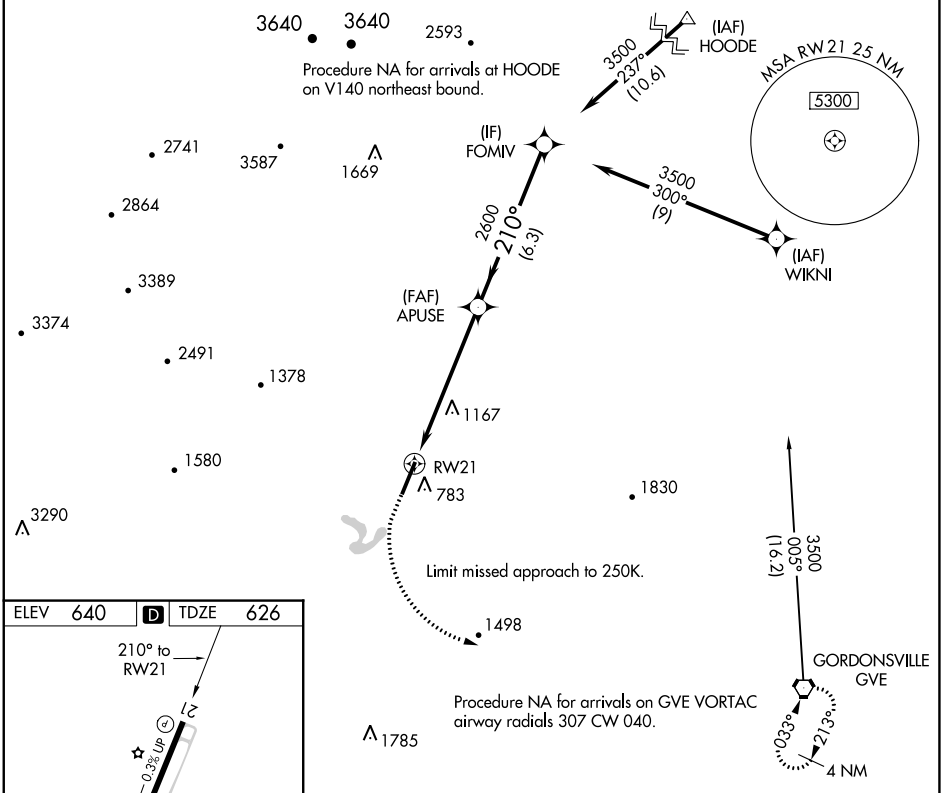 3640
3640
2593
Procedure NA for arrivals at HOODE
on V140 northeast bound.
(IAF)
HOODE
3500
237°
(10.6)
MSA RW 21 25 NM
5300
(IF)
FOMIV
2741
3587
1669
3500
300°
(9)
2864
2600
210°
(6.3)
(IAF)
WIKNI
3389
(FAF)
APUSE
3374
2491
1378
1167
1580
RW21
783
1830
3290
3500
005°
(16.2)
Limit missed approach to 250K.
1498
ELEV 640 D TDZE 626
210° to
RW21
21
P
0.3% UP
GORDONSVILLE
GVE
Procedure NA for arrivals on GVE VORTAC
airway radials 307 CW 040.
1785
033°
213°
4 NM